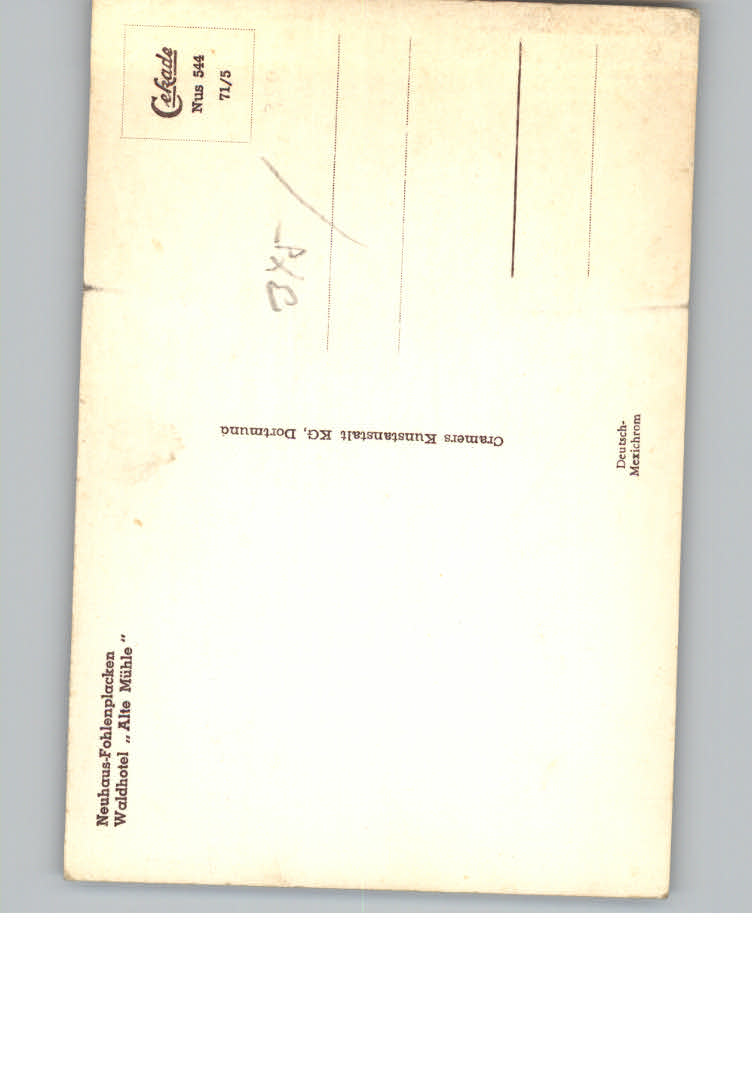 Neuhaus-Fohlenplacken
Waldhotel „Alte Mühle“
Cramers Kunstanstalt KG, Dortmund
Cekade
Nus 544
71/5
Deutsch-
Mexichrom